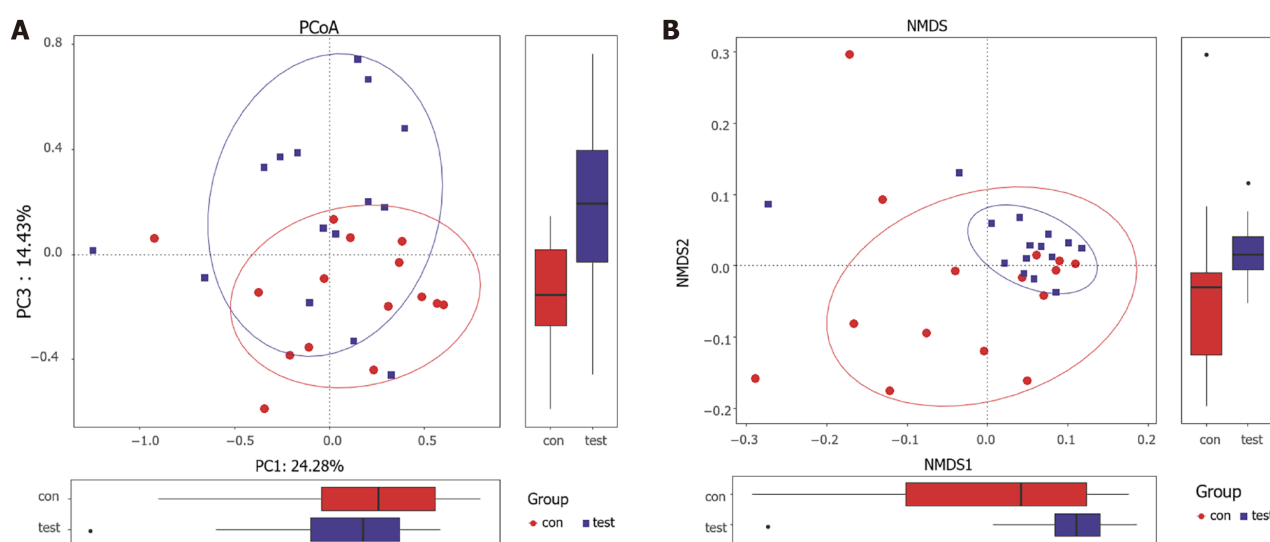 A
PCoA
0.8
0.4
0.0
−0.4
PC3 : 14.43%
−1.0 −0.5 0.0 0.5
con test
PC1: 24.28%
con
test
Group
con test
B
NMDS
0.3
0.3
0.1
0.0
−0.1
−0.2
NMDS2
−0.3 −0.2 −0.1 0.0 0.1 0.2
con test
NMDS1
con
test
Group
con test